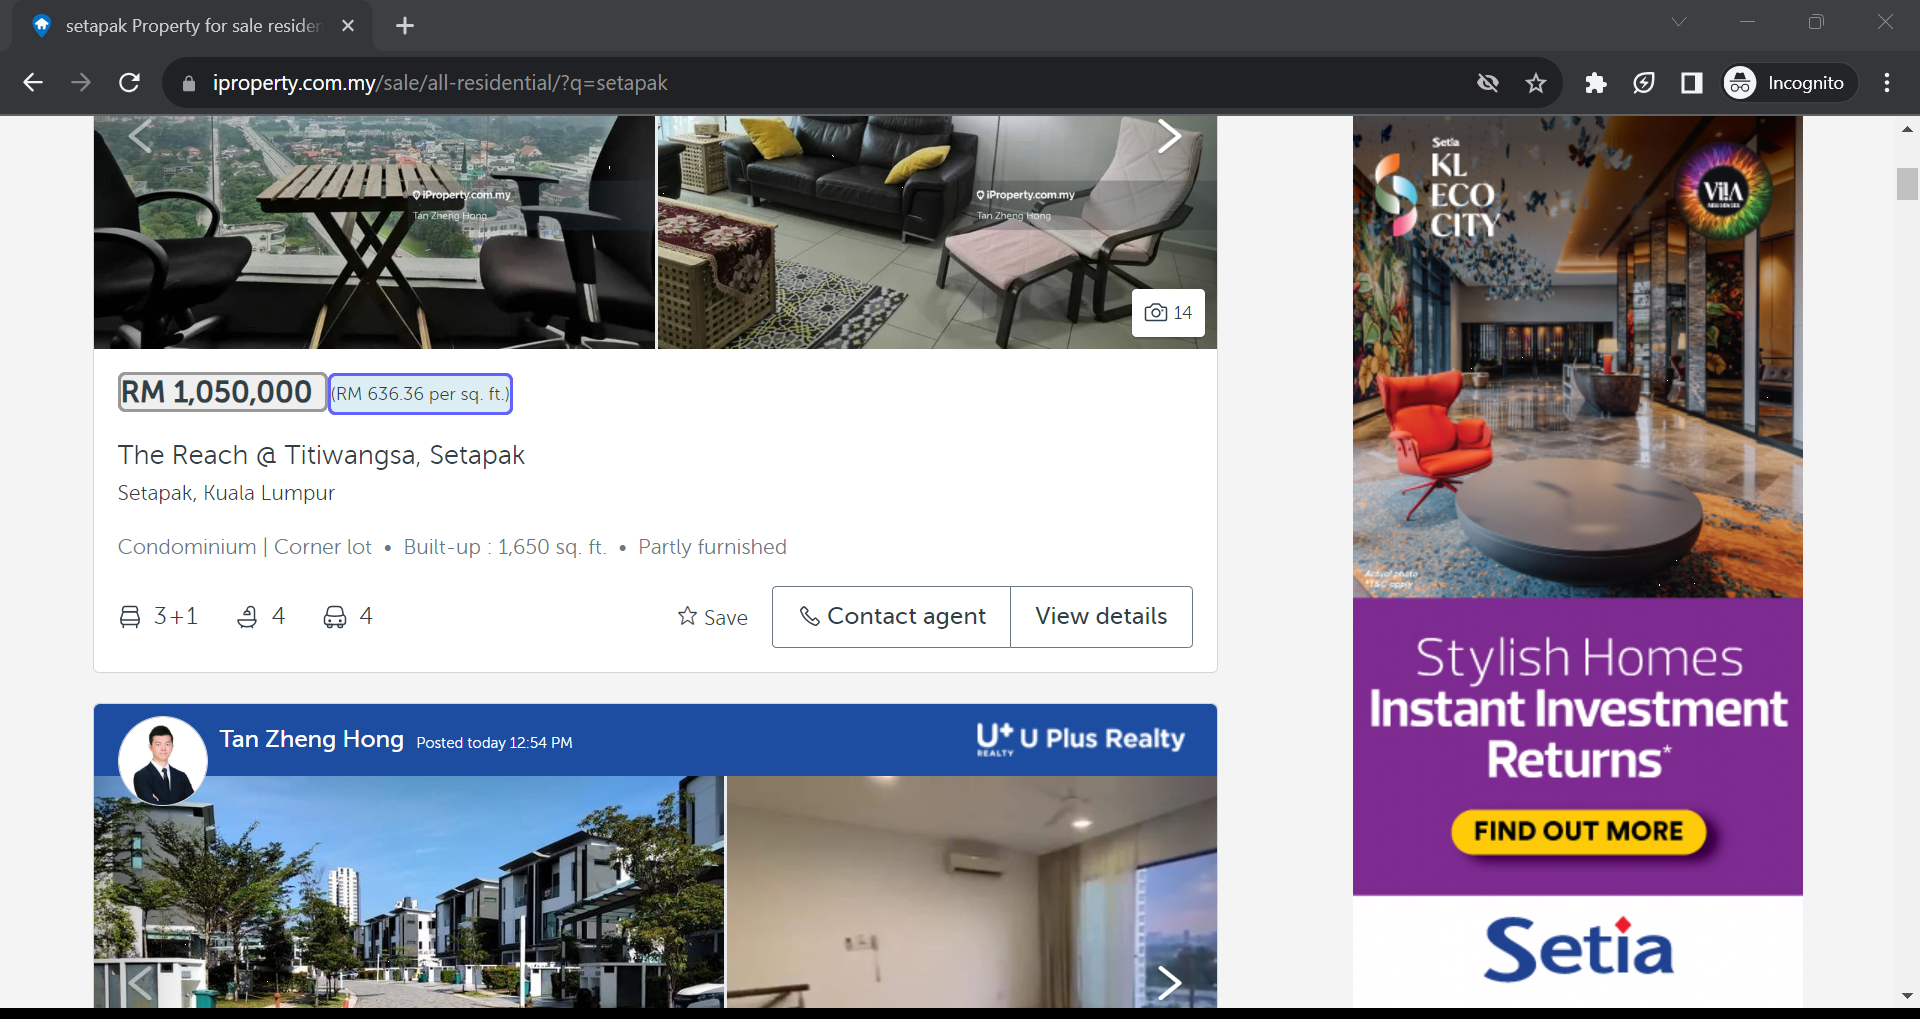 setapak Property for sale residen
iproperty.com.my/sale/all-residential/?q=setapak
Incognito
iProperty.com.my
Tan Zheng Hong
iProperty.com.my
Tan Zheng Hong
14
RM 1,050,000 (RM 636.36 per sq. ft.)
The Reach @ Titiwangsa, Setapak
Setapak, Kuala Lumpur
Condominium | Corner lot • Built-up : 1,650 sq. ft. • Partly furnished
3+1 4 4 Save Contact agent View details
Tan Zheng Hong Posted today 12:54 PM
U+ REALTY U Plus Realty
Setia
KL
ECO
CITY
ViiA
Actual photo
*T&C apply
Stylish Homes
Instant Investment
Returns*
FIND OUT MORE
Setia